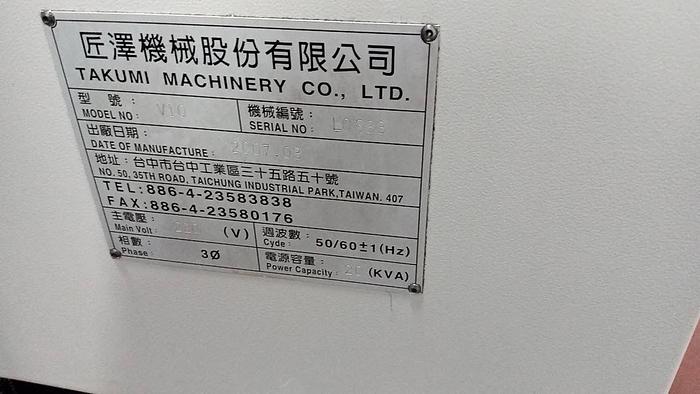 匠澤機械股份有限公司
TAKUMI MACHINERY CO., LTD.
型 號： V10 機械編號：
MODEL NO: SERIAL NO:
出廠日期：
DATE OF MANUFACTURE:
地址：台中市台中工業區三十五路五十號
NO. 50, 35TH ROAD, TAICHUNG INDUSTRIAL PARK, TAIWAN. 407
TEL:886-4-23583838
FAX:886-4-23580176
主電壓： (V) 週波數： 50/60±1(Hz)
Main Volt: Cyde:
相數： 3Ø 電源容量： (KVA)
Phase: Power Capacity: